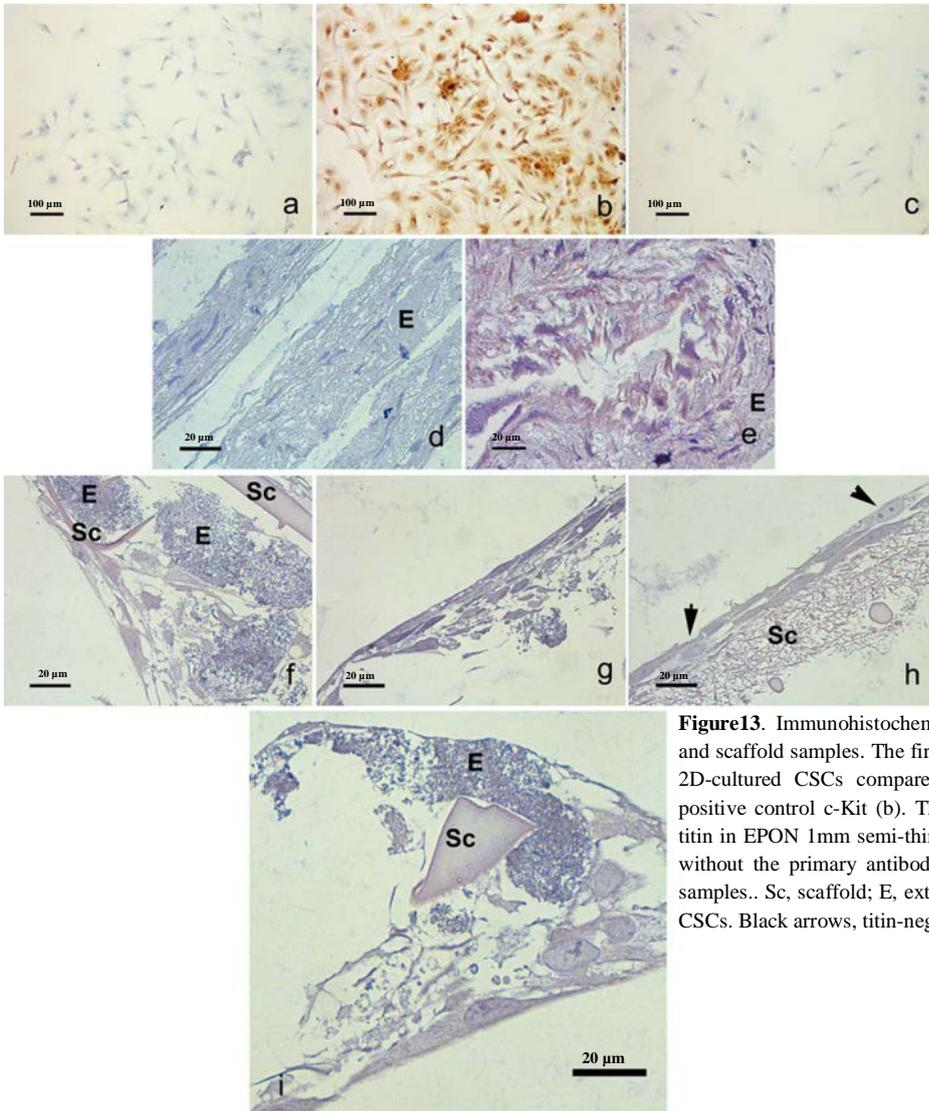 100 µm
a
100 µm
b
100 µm
c
E
20 µm
d
E
20 µm
e
E
Sc
Sc
E
20 µm
f
20 µm
g
Sc
20 µm
h
E
Sc
20 µm
i
Figure13. Immunohistochen
and scaffold samples. The fir
2D-cultured CSCs compare
positive control c-Kit (b). T
titin in EPON 1mm semi-thi
without the primary antibod
samples.. Sc, scaffold; E, ext
CSCs. Black arrows, titin-neg